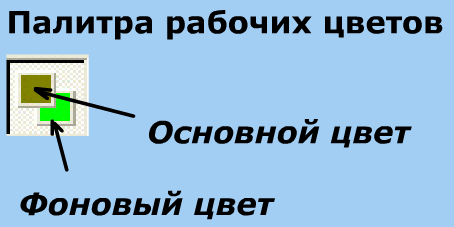 Палитра рабочих цветов
Основной цвет
Фоновый цвет